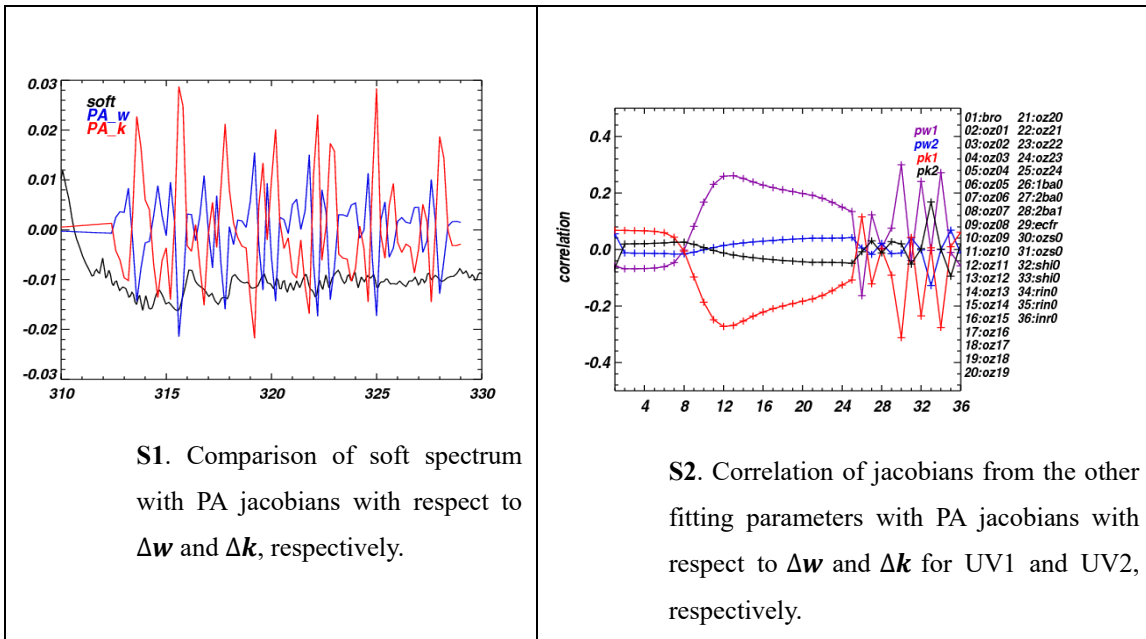 0.03
0.02
0.01
0.00
-0.01
-0.02
-0.03
soft
PA_w
PA_k
310 315 320 325 330
S1. Comparison of soft spectrum
with PA jacobians with respect to
Δw and Δk, respectively.
correlation
0.4
0.2
0.0
-0.2
-0.4
pw1
pw2
pk1
pk2
4 8 12 16 20 24 28 32 36
01:bro 21:oz20
02:oz01 22:oz21
03:oz02 23:oz22
04:oz03 24:oz23
05:oz04 25:oz24
06:oz05 26:1ba0
07:oz06 27:2ba0
08:oz07 28:2ba1
09:oz08 29:ecfr
10:oz09 30:ozs0
11:oz10 31:ozs0
12:oz11 32:shi0
13:oz12 33:shi0
14:oz13 34:rin0
15:oz14 35:rin0
16:oz15 36:inr0
17:oz16
18:oz17
19:oz18
20:oz19
S2. Correlation of jacobians from the other
fitting parameters with PA jacobians with
respect to Δw and Δk for UV1 and UV2,
respectively.